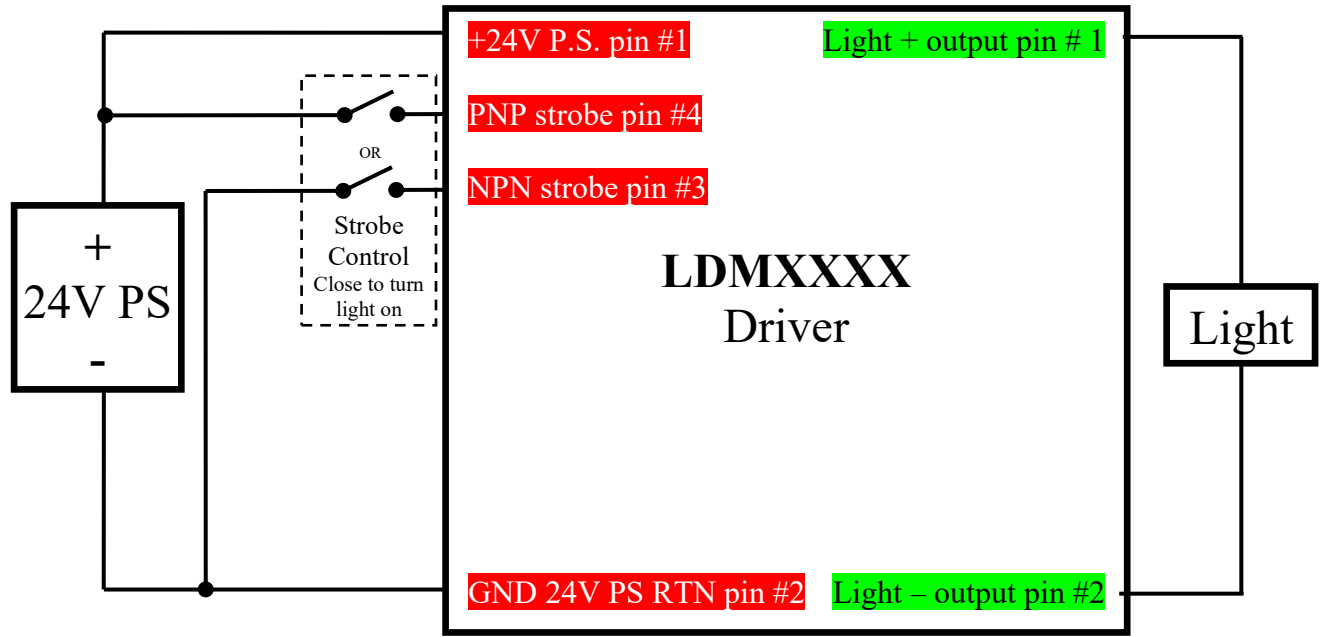 +24V P.S. pin #1
Light + output pin # 1
PNP strobe pin #4
OR
NPN strobe pin #3
Strobe
Control
Close to turn
light on
+
24V PS
-
LDMXXXX
Driver
Light
GND 24V PS RTN pin #2
Light – output pin #2